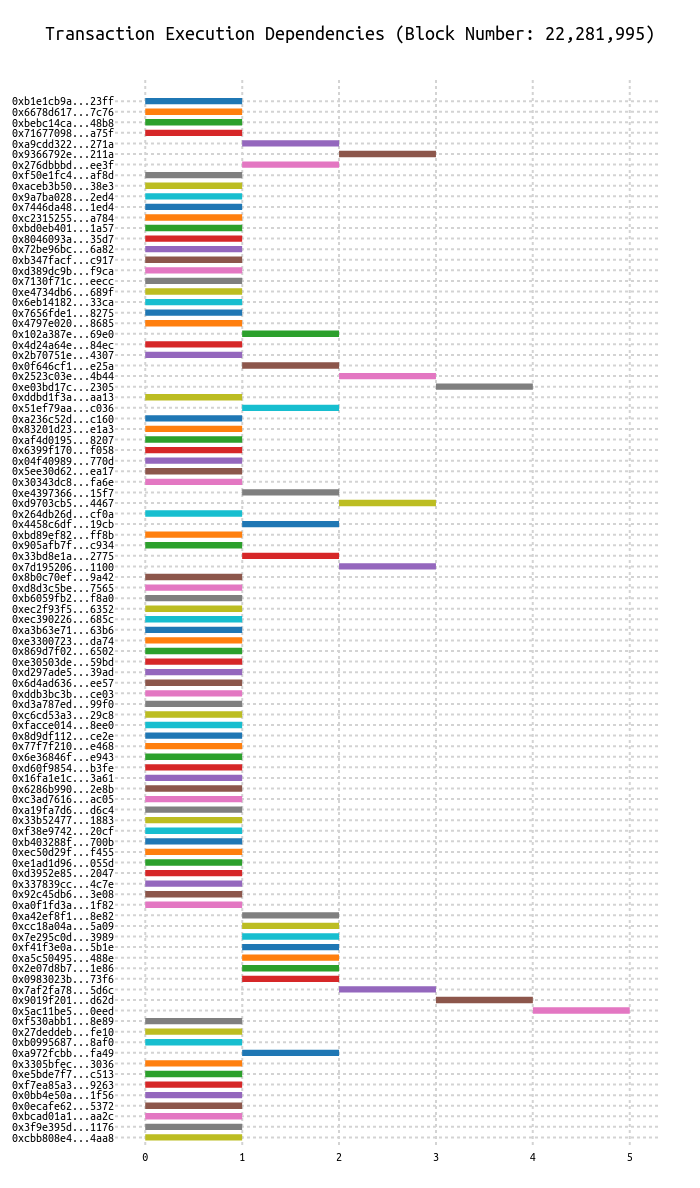 Transaction Execution Dependencies (Block Number: 22,281,995)
0xb1e1cb9a...23ff
0x6678d617...7c76
0xbebc14ca...48b8
0x71677098...a75f
0xa9cdd322...271a
0x9366792e...211a
0x276dbbbd...ee3f
0xf50e1fc4...af8d
0xaceb3b50...38e3
0x9a7ba028...2ed4
0x7446da48...1ed4
0xc2315255...a784
0xbd0eb401...1a57
0x8046093a...35d7
0x72be96bc...6a82
0xb347facf...c917
0xd389dc9b...f9ca
0x7130f71c...eecc
0xe4734db6...689f
0x6eb14182...33ca
0x7656fde1...8275
0x4797e020...8685
0x102a387e...69e0
0x4d24a64e...84ec
0x2b70751e...4307
0x0f646cf1...e25a
0x2523c03e...4b44
0xe03bd17c...2305
0xddbd1f3a...aa13
0x51ef79aa...c036
0xa236c52d...c160
0x83201d23...e1a3
0xaf4d0195...8207
0x6399f170...f058
0x04f40989...770d
0x5ee30d62...ea17
0x30343dc8...fa6e
0xe4397366...15f7
0xd9703cb5...4467
0x264db26d...cf0a
0x4458c6df...19cb
0xbd89ef82...ff8b
0x905afb7f...c934
0x33bd8e1a...2775
0x7d195206...1100
0x8b0c70ef...9a42
0xd8d3c5be...7565
0xb6059fb2...f8a0
0xec2f93f5...6352
0xec390226...685c
0xa3b63e71...63b6
0xe3300723...da74
0x869d7f02...6502
0xe30503de...59bd
0xd297ade5...39ad
0x6d4ad636...ee57
0xddb3bc3b...ce03
0xd3a787ed...99f0
0xc6cd53a3...29c8
0xfacce014...8ee0
0x8d9df112...ce2e
0x77f7f210...e468
0x6e36846f...e943
0xd60f9854...b3fe
0x16fa1e1c...3a61
0x6286b990...2e8b
0xc3ad7616...ac05
0xa19fa7d6...d6c4
0x33b52477...1883
0xf38e9742...20cf
0xb403288f...700b
0xec50d29f...f455
0xe1ad1d96...055d
0xd3952e85...2047
0x337839cc...4c7e
0x92c45db6...3e08
0xa0f1fd3a...1f82
0xa42ef8f1...8e82
0xcc18a04a...5a09
0x7e295c0d...3989
0xf41f3e0a...5b1e
0xa5c50495...488e
0x2e07d8b7...1e86
0x0983023b...73f6
0x7af2fa78...5d6c
0x9019f201...d62d
0x5ac11be5...0eed
0xf530abb1...8e89
0x27deddeb...fe10
0xb0995687...8af0
0xa972fcbb...fa49
0x3305bfec...3036
0xe5bde7f7...c513
0xf7ea85a3...9263
0x0bb4e50a...1f56
0x0ecafe62...5372
0xbcad01a1...aa2c
0x3f9e395d...1176
0xcbb808e4...4aa8
0 1 2 3 4 5